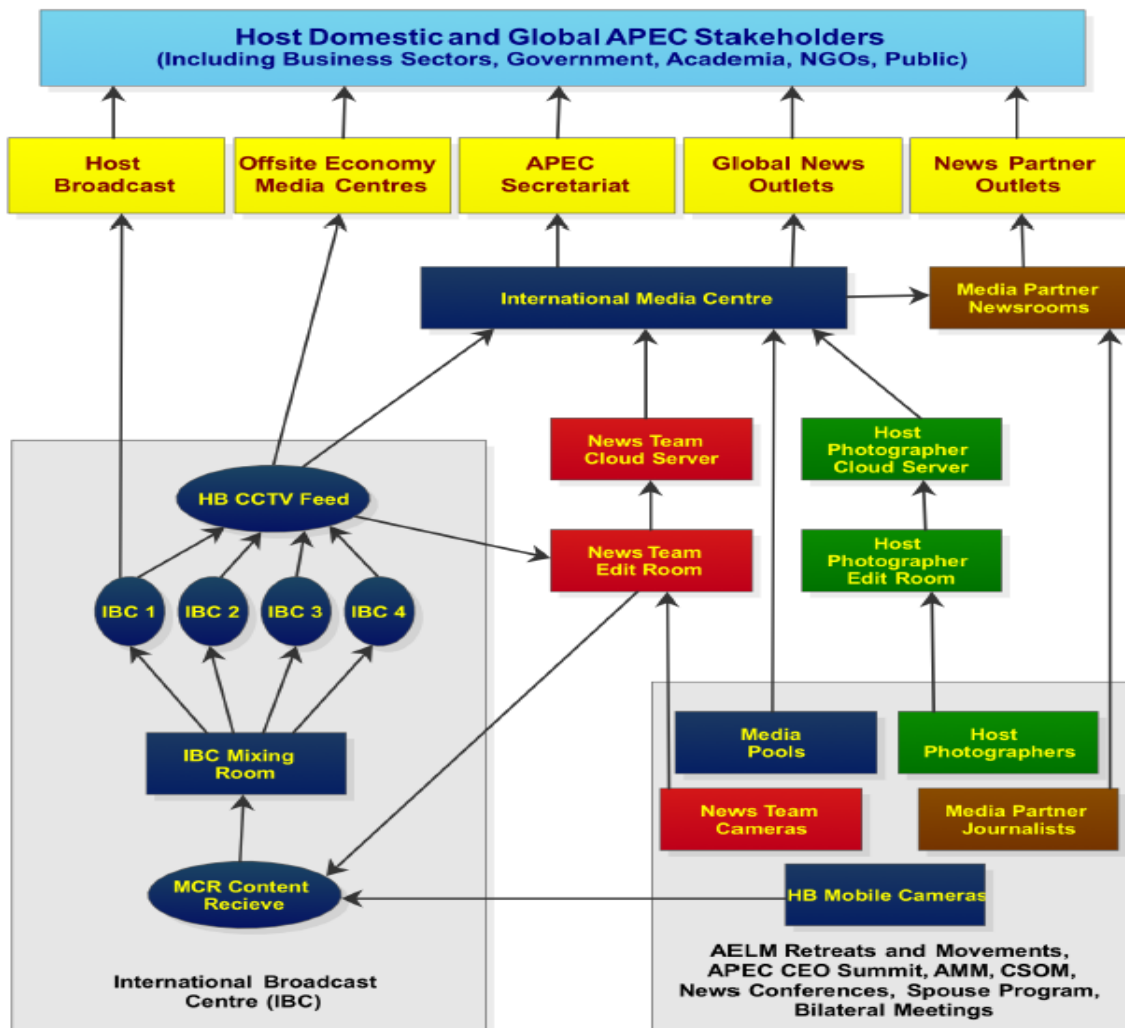 Host Domestic and Global APEC Stakeholders
(Including Business Sectors, Government, Academia, NGOs, Public)
Host
Broadcast
Offsite Economy
Media Centres
APEC
Secretariat
Global News
Outlets
News Partner
Outlets
International Media Centre
Media Partner
Newsrooms
News Team
Cloud Server
Host
Photographer
Cloud Server
HB CCTV Feed
News Team
Edit Room
Host
Photographer
Edit Room
IBC 1
IBC 2
IBC 3
IBC 4
IBC Mixing
Room
Media
Pools
Host
Photographers
News Team
Cameras
Media Partner
Journalists
MCR Content
Recieve
HB Mobile Cameras
International Broadcast
Centre (IBC)
AELM Retreats and Movements,
APEC CEO Summit, AMM, CSOM,
News Conferences, Spouse Program,
Bilateral Meetings